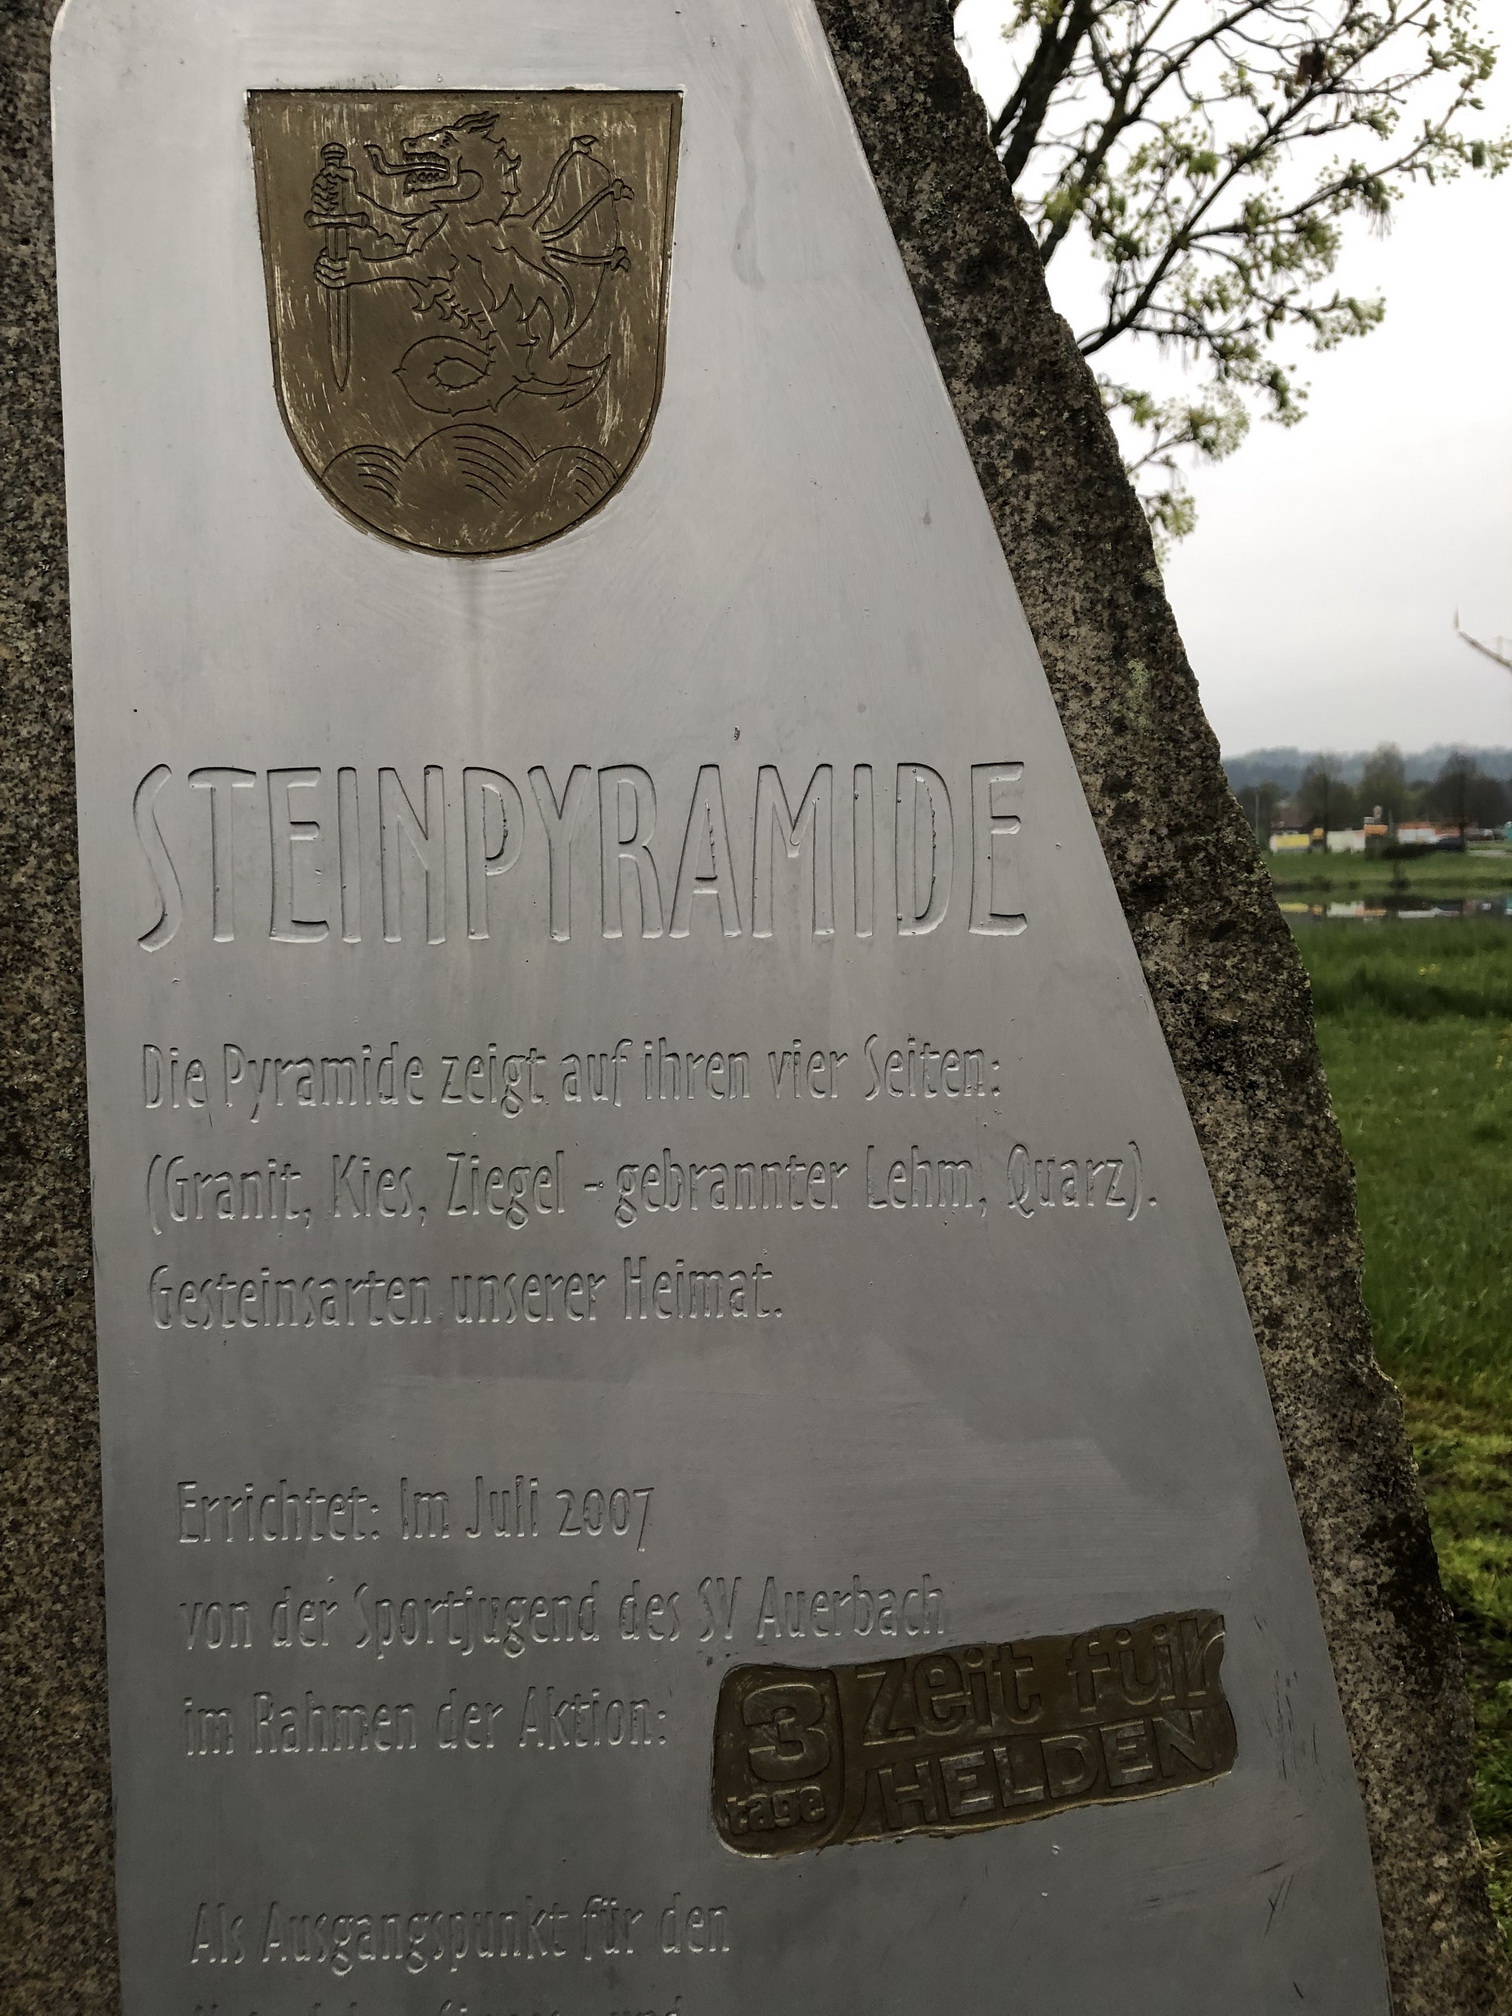 STEINPYRAMIDE
Die Pyramide zeigt auf ihren vier Seiten:
(Granit, Kies, Ziegel - gebrannter Lehm, Quarz).
Gesteinsarten unserer Heimat.
Errichtet: Im Juli 2007
von der Sportjugend des SV Auerbach
im Rahmen der Aktion:
3 tage
Zeit für
HELDEN
Als Ausgangspunkt für den
und